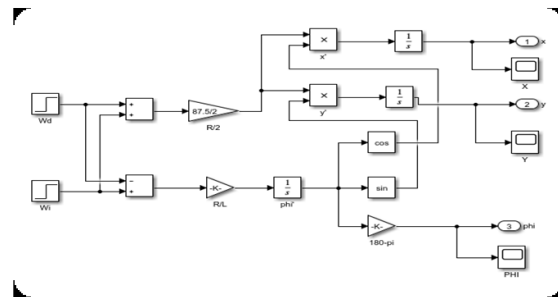 ×
x'
1
s
1
x
X
Wd
+
+
87.5/2
R/2
×
y'
1
s
2
y
Y
cos
Wi
−
+
-K-
R/L
1
s
phi'
sin
-K-
180-pi
3
phi
PHI